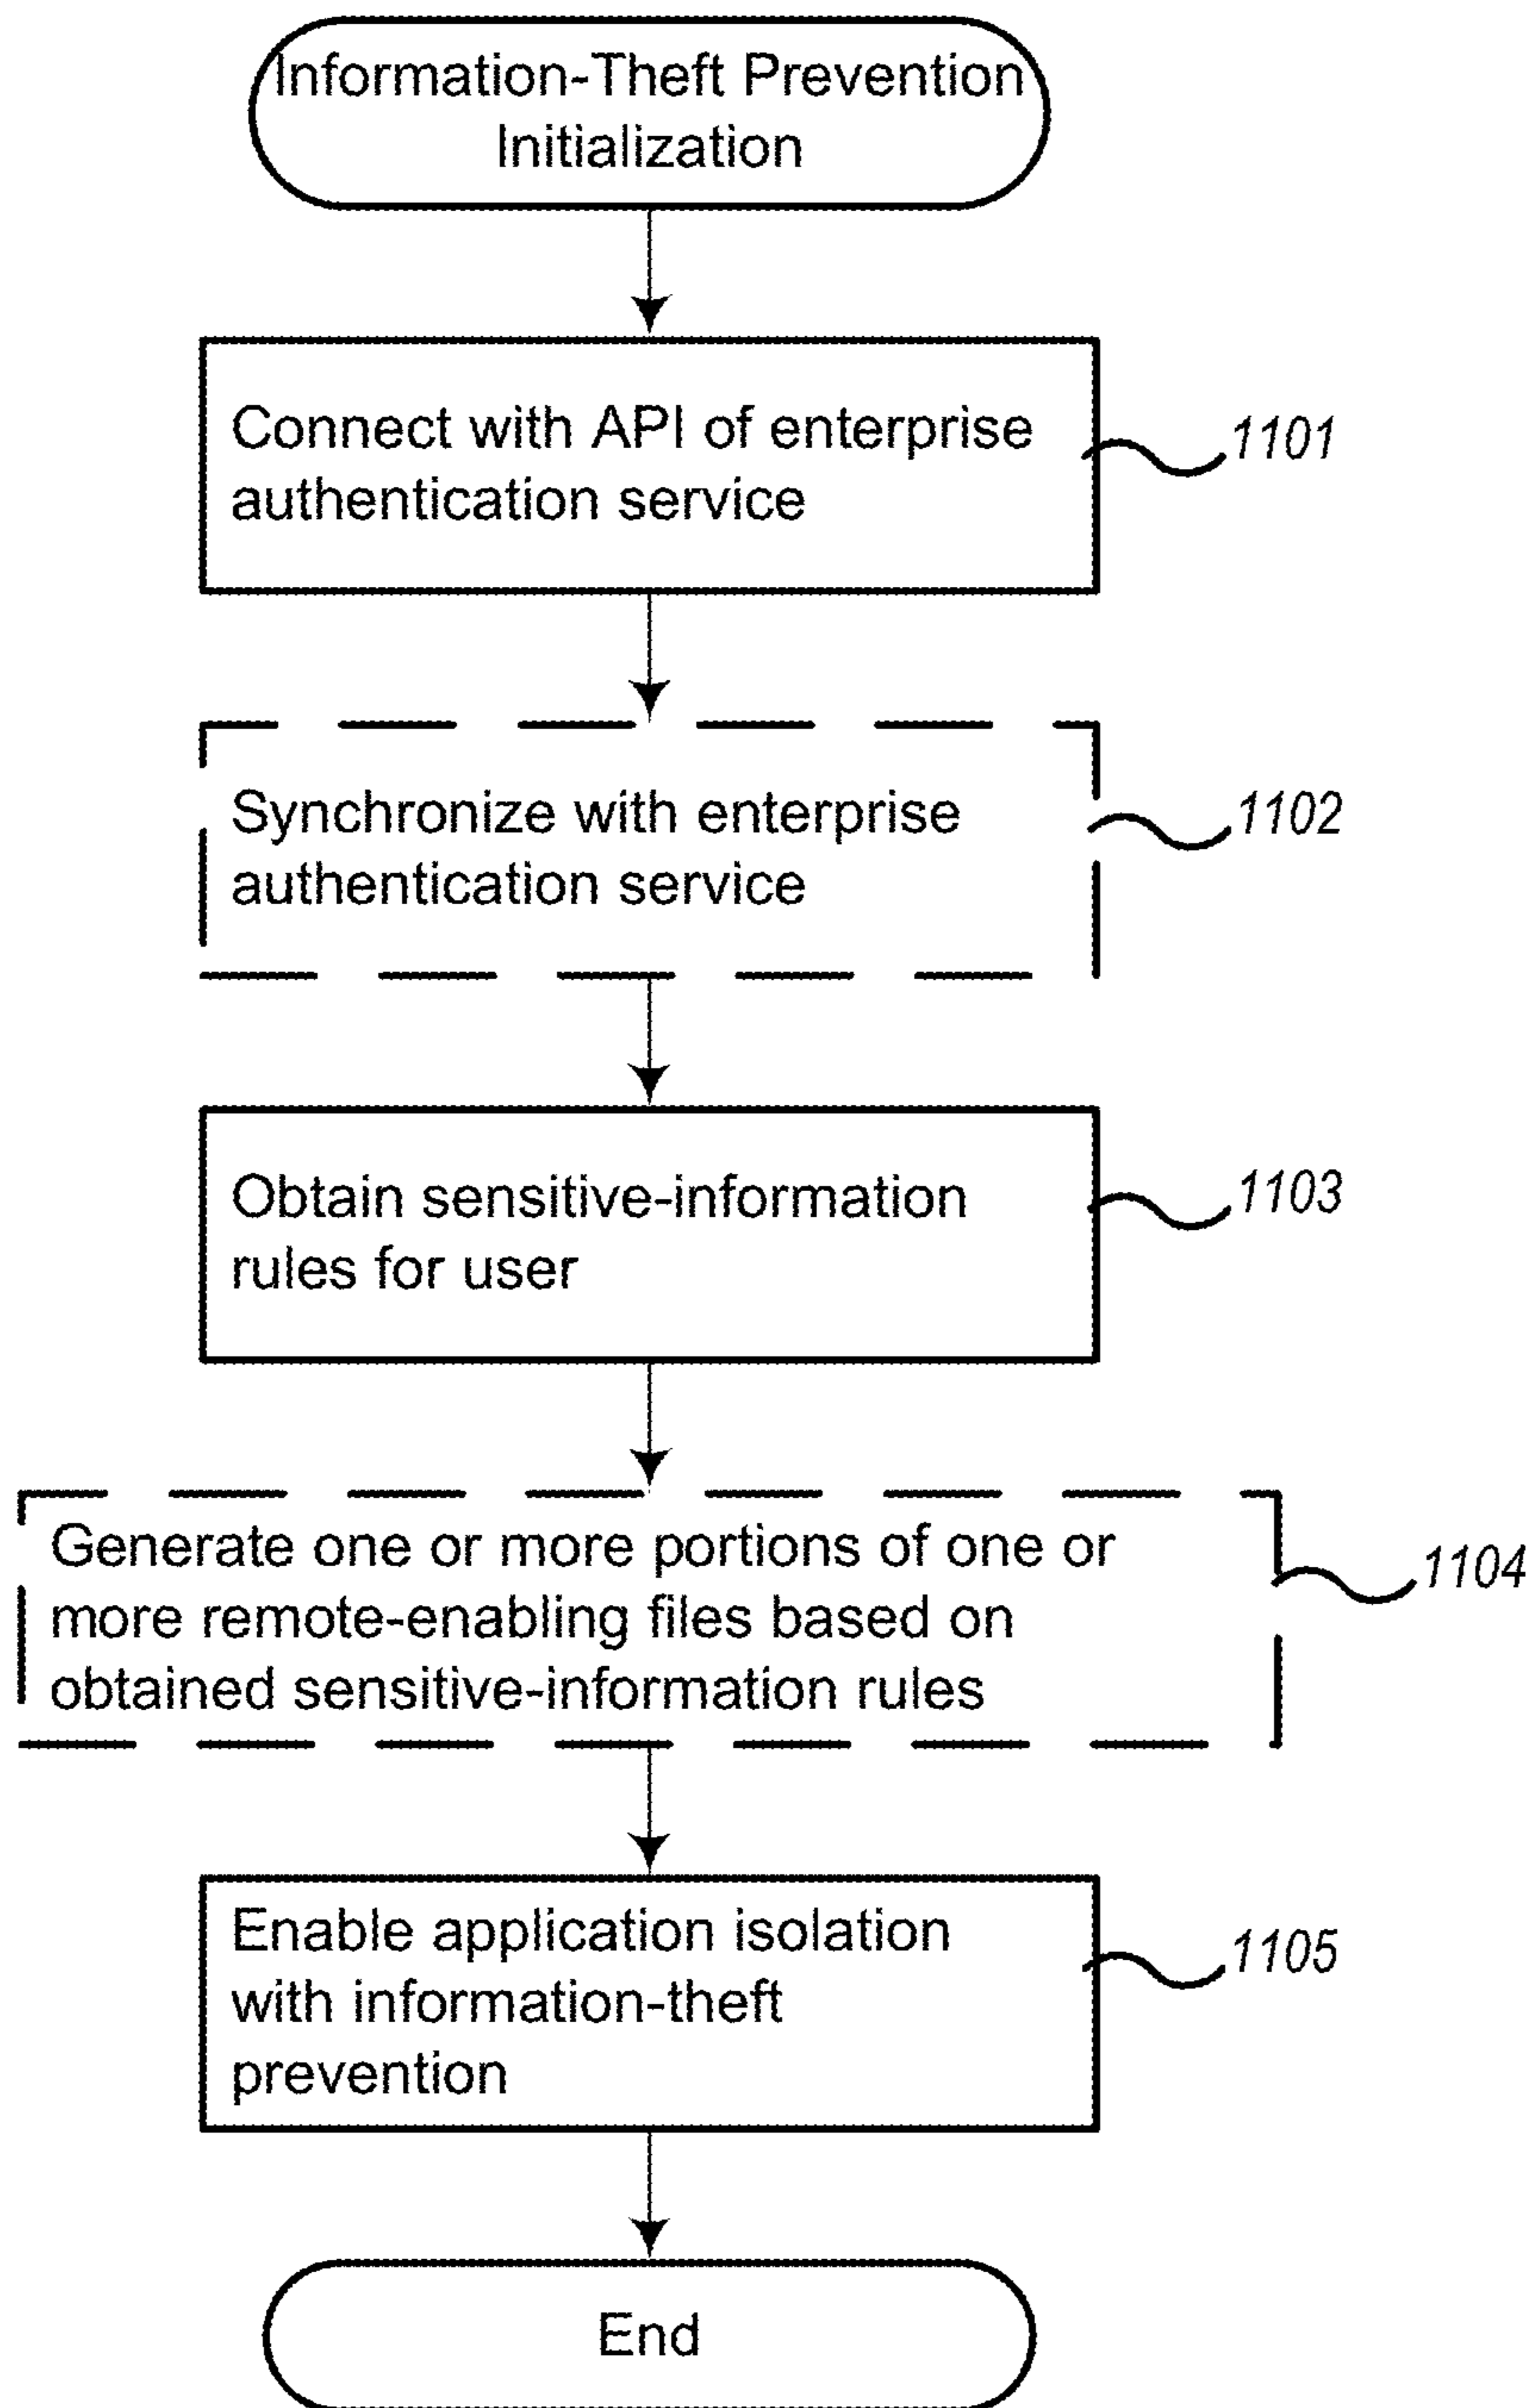 Information-Theft Prevention
Initialization
Connect with API of enterprise
authentication service
1101
Synchronize with enterprise
authentication service
1102
Obtain sensitive-information
rules for user
1103
Generate one or more portions of one or
more remote-enabling files based on
obtained sensitive-information rules
1104
Enable application isolation
with information-theft
prevention
1105
End